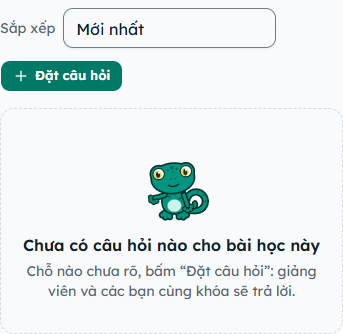 Sắp xếp
Mới nhất
+ Đặt câu hỏi
Chưa có câu hỏi nào cho bài học này
Chỗ nào chưa rõ, bấm “Đặt câu hỏi”: giảng
viên và các bạn cùng khóa sẽ trả lời.